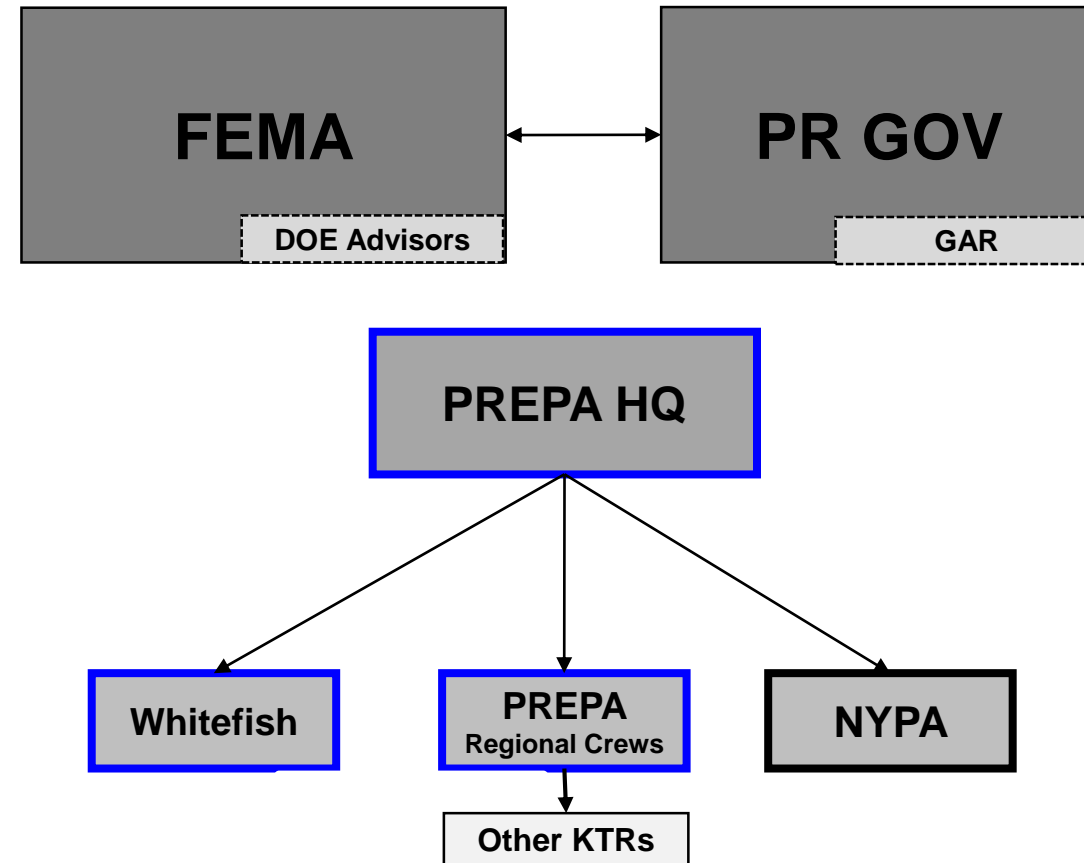 FEMA
PR GOV
DOE Advisors
GAR
PREPA HQ
Whitefish
PREPA
Regional Crews
NYPA
Other KTRs